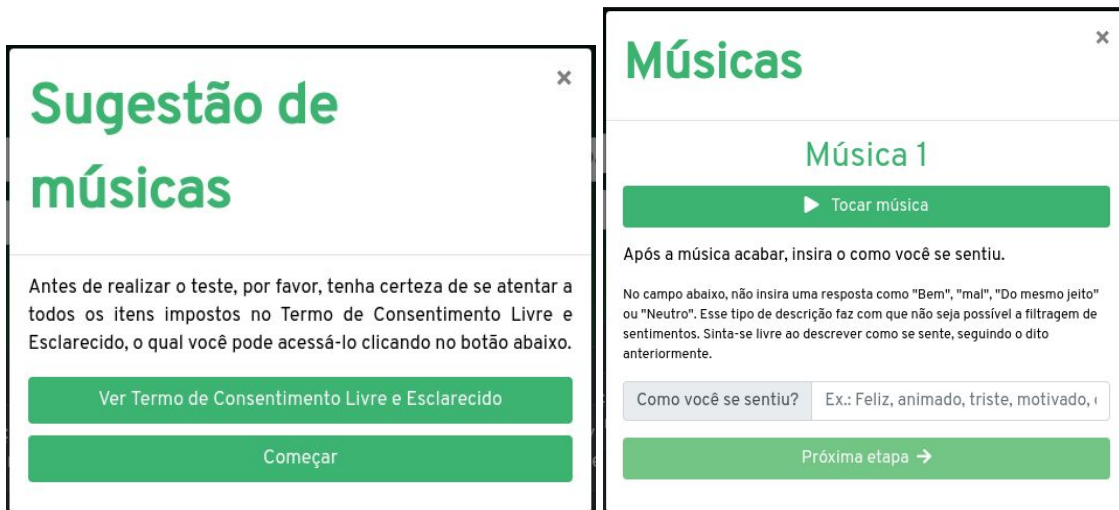 Sugestão de
músicas
×
Antes de realizar o teste, por favor, tenha certeza de se atentar a
todos os itens impostos no Termo de Consentimento Livre e
Esclarecido, o qual você pode acessá-lo clicando no botão abaixo.
Ver Termo de Consentimento Livre e Esclarecido
Começar
Músicas
×
Música 1
Tocar música
Após a música acabar, insira o como você se sentiu.
No campo abaixo, não insira uma resposta como "Bem", "mal", "Do mesmo jeito"
ou "Neutro". Esse tipo de descrição faz com que não seja possível a filtragem de
sentimentos. Sinta-se livre ao descrever como se sente, seguindo o dito
anteriormente.
Como você se sentiu? Ex.: Feliz, animado, triste, motivado,
Próxima etapa →